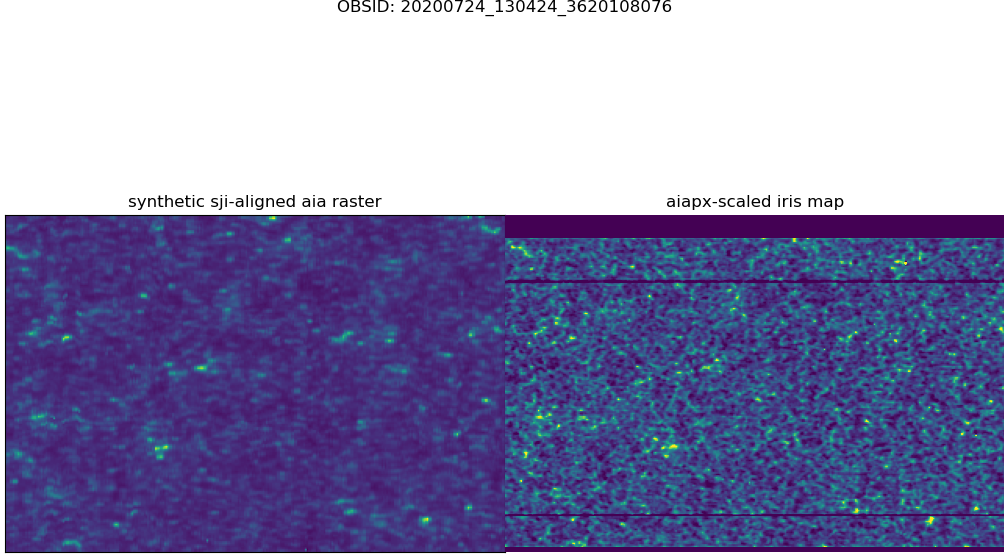 OBSID: 20200724_130424_3620108076
synthetic sji-aligned aia raster
aiapx-scaled iris map